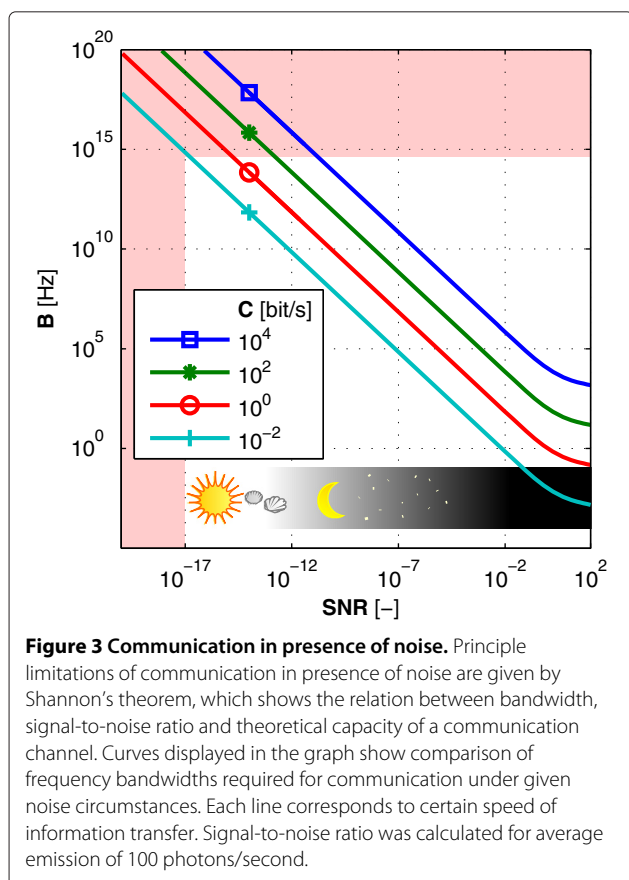 10^20
10^15
10^10
10^5
10^0
B [Hz]
C [bit/s]
10^4
10^2
10^0
10^−2
10^−17
10^−12
10^−7
10^−2
10^2
SNR [−]
Figure 3 Communication in presence of noise. Principle
limitations of communication in presence of noise are given by
Shannon's theorem, which shows the relation between bandwidth,
signal-to-noise ratio and theoretical capacity of a communication
channel. Curves displayed in the graph show comparison of
frequency bandwidths required for communication under given
noise circumstances. Each line corresponds to certain speed of
information transfer. Signal-to-noise ratio was calculated for average
emission of 100 photons/second.